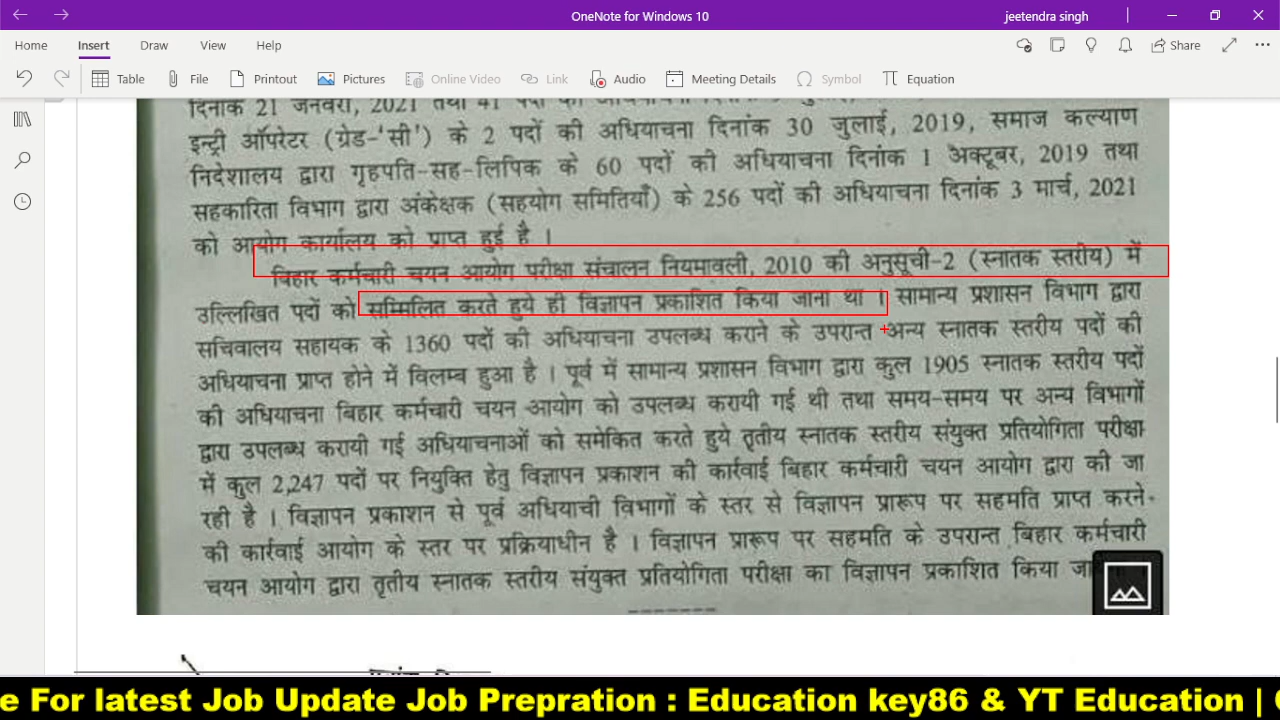 OneNote for Windows 10
jeetendra singh
Home Insert Draw View Help
Share
Table File Printout Pictures Online Video Link Audio Meeting Details Symbol Equation
दिनांक 21 जनवरी, 2021 तथा 41 पदों की
इन्ट्री ऑपरेटर (ग्रेड-'सी') के 2 पदों की अधियाचना दिनांक 30 जुलाई, 2019, समाज कल्याण
निदेशालय द्वारा गृहपति-सह-लिपिक के 60 पदों की अधियाचना दिनांक 1 अक्टूबर, 2019 तथा
सहकारिता विभाग द्वारा अंकेक्षक (सहयोग समितियाँ) के 256 पदों की अधियाचना दिनांक 3 मार्च, 2021
को आयोग कार्यालय को प्राप्त हुई है ।
बिहार कर्मचारी चयन आयोग परीक्षा संचालन नियमावली, 2010 की अनुसूची-2 (स्नातक स्तरीय) में
उल्लिखित पदों को सम्मिलित करते हुये ही विज्ञापन प्रकाशित किया जाना था । सामान्य प्रशासन विभाग द्वारा
सचिवालय सहायक के 1360 पदों की अधियाचना उपलब्ध कराने के उपरान्त अन्य स्नातक स्तरीय पदों की
अधियाचना प्राप्त होने में विलम्ब हुआ है । पूर्व में सामान्य प्रशासन विभाग द्वारा कुल 1905 स्नातक स्तरीय पदों
की अधियाचना बिहार कर्मचारी चयन आयोग को उपलब्ध करायी गई थी तथा समय-समय पर अन्य विभागों
द्वारा उपलब्ध करायी गई अधियाचनाओं को समेकित करते हुये तृतीय स्नातक स्तरीय संयुक्त प्रतियोगिता परीक्षा
में कुल 2,247 पदों पर नियुक्ति हेतु विज्ञापन प्रकाशन की कार्रवाई बिहार कर्मचारी चयन आयोग द्वारा की जा
रही है । विज्ञापन प्रकाशन से पूर्व अधियाची विभागों के स्तर से विज्ञापन प्रारूप पर सहमति प्राप्त करने
की कार्रवाई आयोग के स्तर पर प्रक्रियाधीन है । विज्ञापन प्रारूप पर सहमति के उपरान्त बिहार कर्मचारी
चयन आयोग द्वारा तृतीय स्नातक स्तरीय संयुक्त प्रतियोगिता परीक्षा का विज्ञापन प्रकाशित किया
e For latest Job Update Job Prepration : Education key86 & YT Education |